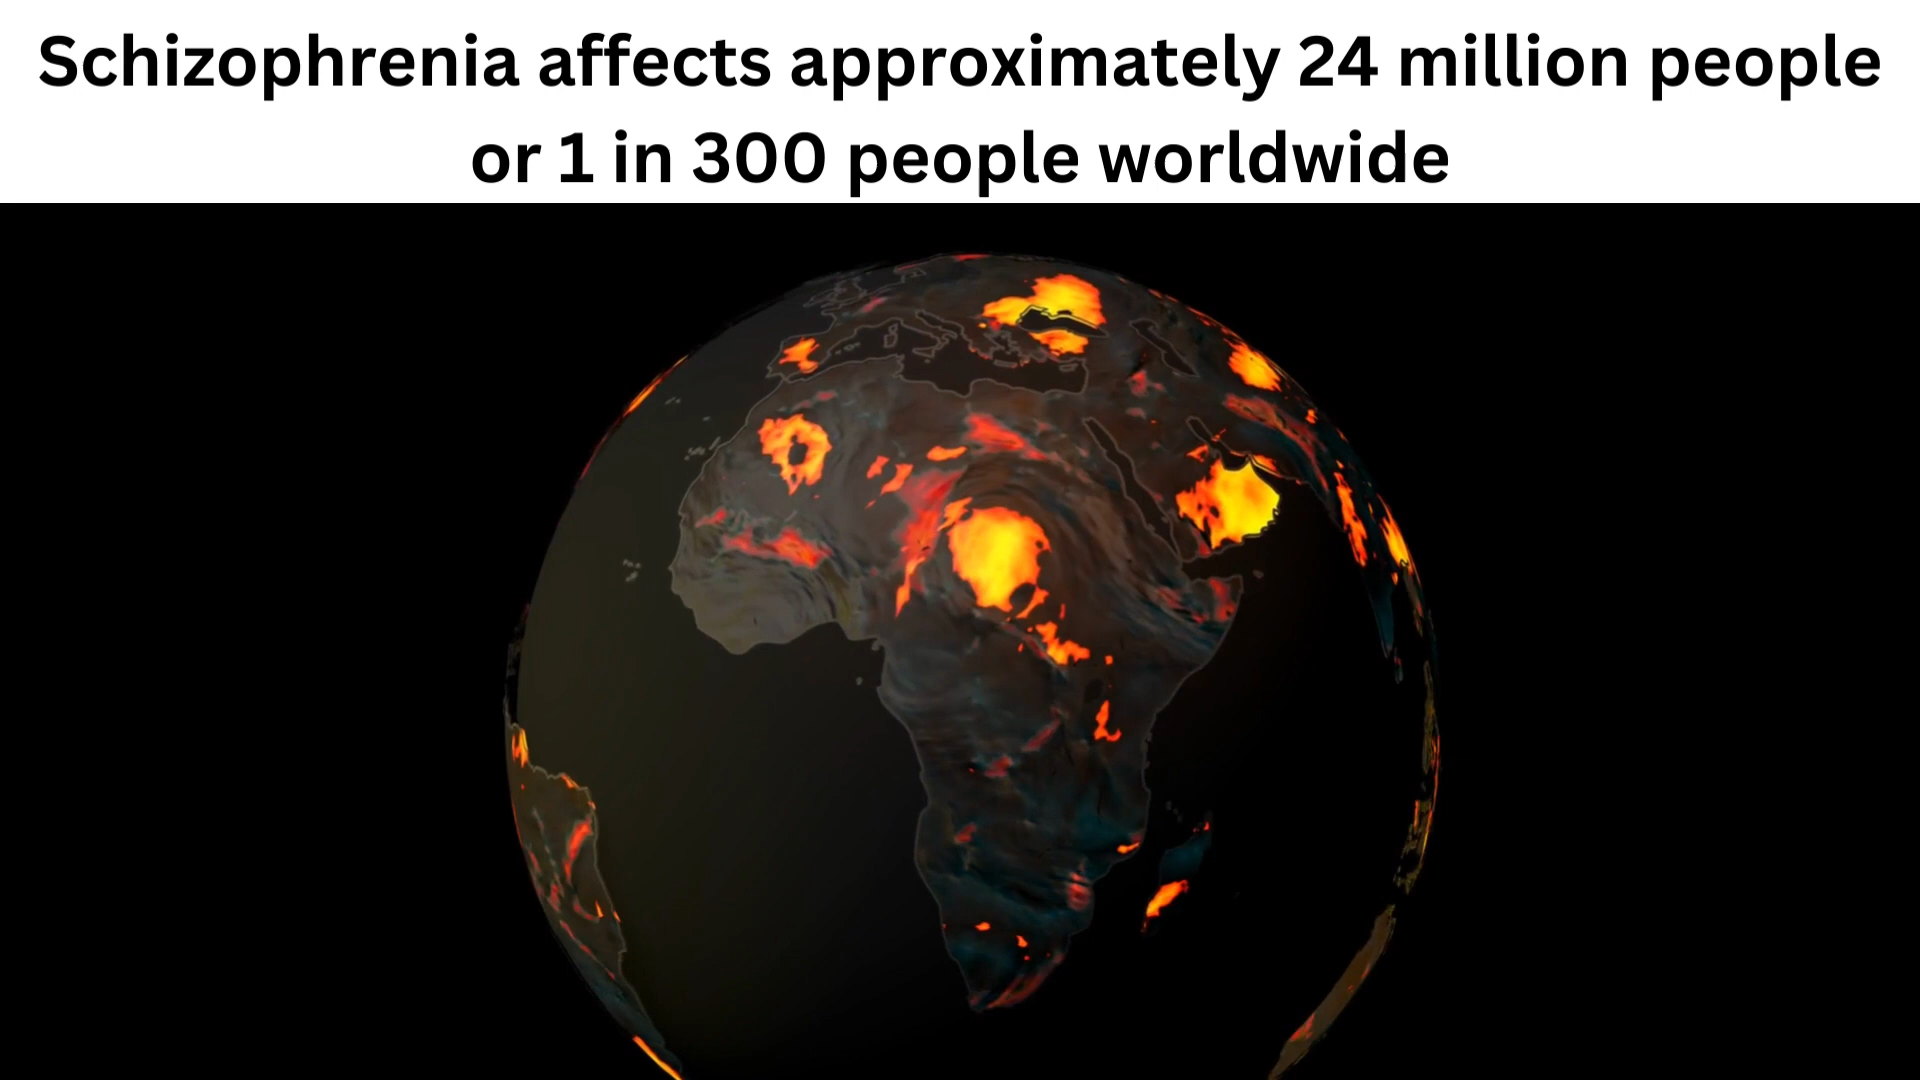 Schizophrenia affects approximately 24 million people
or 1 in 300 people worldwide